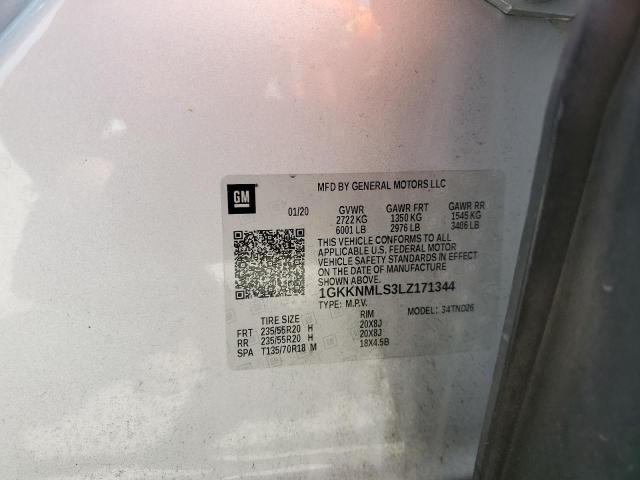 GM
MFD BY GENERAL MOTORS LLC
01/20 GVWR GAWR FRT GAWR RR
2722 KG 1350 KG 1545 KG
6001 LB 2976 LB 3406 LB
THIS VEHICLE CONFORMS TO ALL
APPLICABLE U.S. FEDERAL MOTOR
VEHICLE SAFETY STANDARDS IN EFFECT
ON THE DATE OF MANUFACTURE
SHOWN ABOVE.
1GKKNMLS3LZ171344
TYPE: M.P.V. MODEL: 34TND26
TIRE SIZE RIM
FRT 235/55R20 H 20X8J
RR 235/55R20 H 20X8J
SPA T135/70R18 M 18X4.5B